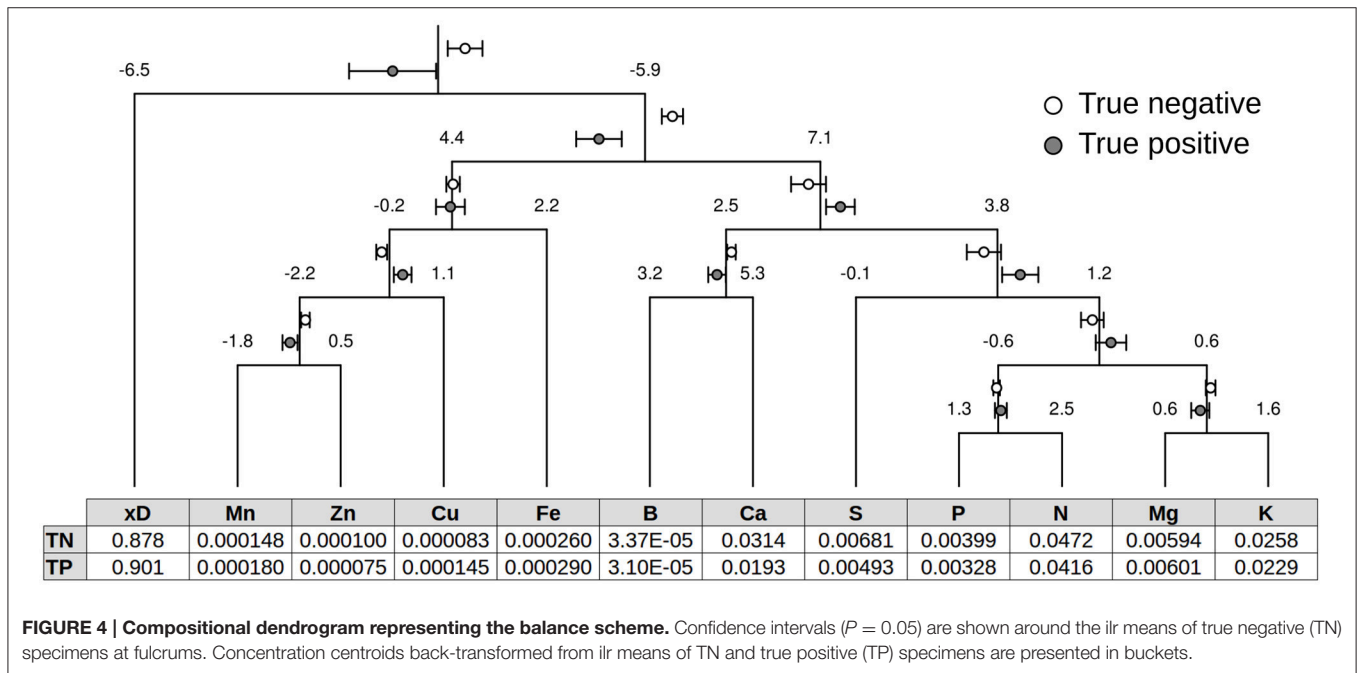 -6.5 -5.9
True negative
True positive
4.4 7.1
-0.2 2.2 2.5 3.8
-2.2 1.1 3.2 5.3 -0.1 1.2
-1.8 0.5 -0.6 0.6
1.3 2.5 0.6 1.6
xD Mn Zn Cu Fe B Ca S P N Mg K
TN 0.878 0.000148 0.000100 0.000083 0.000260 3.37E-05 0.0314 0.00681 0.00399 0.0472 0.00594 0.0258
TP 0.901 0.000180 0.000075 0.000145 0.000290 3.10E-05 0.0193 0.00493 0.00328 0.0416 0.00601 0.0229
FIGURE 4 | Compositional dendrogram representing the balance scheme. Confidence intervals (P = 0.05) are shown around the ilr means of true negative (TN)
specimens at fulcrums. Concentration centroids back-transformed from ilr means of TN and true positive (TP) specimens are presented in buckets.